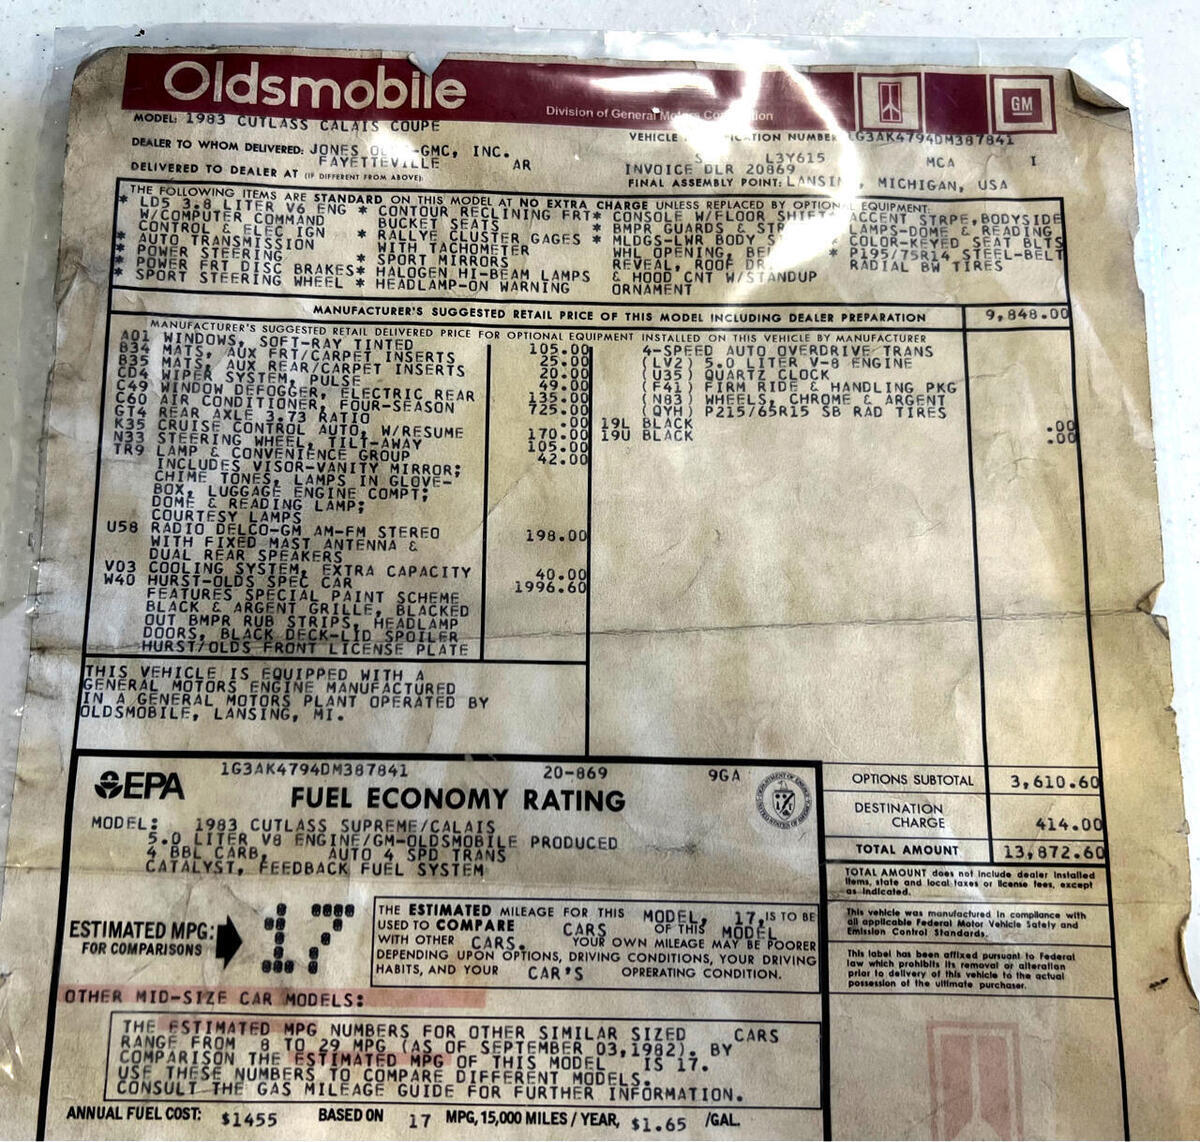 Oldsmobile
Division of General Motors Corporation
GM
MODEL: 1983 CUTLASS CALAIS COUPE
VEHICLE NUMBER 1G3AK4794DM387841
DEALER TO WHOM DELIVERED: JONES GMC, INC.
FAYETTEVILLE AR
L3Y615 MCA I
DELIVERED TO DEALER AT (IF DIFFERENT FROM ABOVE):
INVOICE DLR 20869
FINAL ASSEMBLY POINT: LANSING, MICHIGAN, USA
THE FOLLOWING ITEMS ARE STANDARD ON THIS MODEL AT NO EXTRA CHARGE UNLESS REPLACED BY OPTIONAL EQUIPMENT:
* LD5 3.8 LITER V6 ENG
W/COMPUTER COMMAND
CONTROL & ELEC IGN
* AUTO TRANSMISSION
* POWER STEERING
* POWER FRT DISC BRAKES
* SPORT STEERING WHEEL
* CONTOUR RECLINING FRT
BUCKET SEATS
* RALLYE CLUSTER GAGES
WITH TACHOMETER
* SPORT MIRRORS
* HALOGEN HI-BEAM LAMPS
* HEADLAMP-ON WARNING
* CONSOLE W/FLOOR SHIFT
* BMPR GUARDS &
* MLDGS-LWR BODY
WHL OPENING,
REVEAL, ROOF
& HOOD CNT W/STANDUP
ORNAMENT
* ACCENT STRPE,BODYSIDE
LAMPS-DOME & READING
* COLOR-KEYED SEAT BLTS
* P195/75R14 STEEL-BELT
RADIAL BW TIRES
MANUFACTURER'S SUGGESTED RETAIL PRICE OF THIS MODEL INCLUDING DEALER PREPARATION 9,848.00
MANUFACTURER'S SUGGESTED RETAIL DELIVERED PRICE FOR OPTIONAL EQUIPMENT INSTALLED ON THIS VEHICLE BY MANUFACTURER
A01 WINDOWS, SOFT-RAY TINTED 105.00
B34 MATS, AUX FRT/CARPET INSERTS 25.00
B35 MATS, AUX REAR/CARPET INSERTS 20.00
CD4 WIPER SYSTEM, PULSE 49.00
C49 WINDOW DEFOGGER, ELECTRIC REAR 135.00
C60 AIR CONDITIONER, FOUR-SEASON 725.00
GT4 REAR AXLE 3.73 RATIO .00
K35 CRUISE CONTROL AUTO, W/RESUME 170.00
N33 STEERING WHEEL, TILT-AWAY 105.00
TR9 LAMP & CONVENIENCE GROUP 42.00
INCLUDES VISOR-VANITY MIRROR;
CHIME TONES, LAMPS IN GLOVE-
BOX, LUGGAGE ENGINE COMPT;
DOME & READING LAMP;
COURTESY LAMPS
U58 RADIO DELCO-GM AM-FM STEREO 198.00
WITH FIXED MAST ANTENNA &
DUAL REAR SPEAKERS
V03 COOLING SYSTEM, EXTRA CAPACITY 40.00
W40 HURST-OLDS SPEC CAR 1996.60
FEATURES SPECIAL PAINT SCHEME
BLACK & ARGENT GRILLE, BLACKED
OUT BMPR RUB STRIPS, HEADLAMP
DOORS, BLACK DECK-LID SPOILER
HURST/OLDS FRONT LICENSE PLATE
4-SPEED AUTO OVERDRIVE TRANS
(LV2) 5.0 LITER V-8 ENGINE
(U35) QUARTZ CLOCK
(F41) FIRM RIDE & HANDLING PKG
(N83) WHEELS, CHROME & ARGENT
(QYH) P215/65R15 SB RAD TIRES
19L BLACK .00
19U BLACK .00
THIS VEHICLE IS EQUIPPED WITH A
GENERAL MOTORS ENGINE MANUFACTURED
IN A GENERAL MOTORS PLANT OPERATED BY
OLDSMOBILE, LANSING, MI.
OPTIONS SUBTOTAL 3,610.60
DESTINATION
CHARGE 414.00
TOTAL AMOUNT 13,872.60
TOTAL AMOUNT does not include dealer installed
items, state and local taxes or license fees, except
as indicated.
This vehicle was manufactured in compliance with
all applicable Federal Motor Vehicle Safety and
Emission Control Standards.
This label has been affixed pursuant to Federal
law which prohibits its removal or alteration
prior to delivery of this vehicle to the actual
possession of the ultimate purchaser.
1G3AK4794DM387841 20-869 9GA
EPA
FUEL ECONOMY RATING
MODEL: 1983 CUTLASS SUPREME/CALAIS
5.0 LITER V8 ENGINE/GM-OLDSMOBILE PRODUCED
4 BBL CARB, AUTO 4 SPD TRANS
CATALYST, FEEDBACK FUEL SYSTEM
ESTIMATED MPG:
FOR COMPARISONS
17
THE ESTIMATED MILEAGE FOR THIS MODEL, 17, IS TO BE
USED TO COMPARE CARS OF THIS MODEL
WITH OTHER CARS. YOUR OWN MILEAGE MAY BE POORER
DEPENDING UPON OPTIONS, DRIVING CONDITIONS, YOUR DRIVING
HABITS, AND YOUR CAR'S OPRERATING CONDITION.
OTHER MID-SIZE CAR MODELS:
THE ESTIMATED MPG NUMBERS FOR OTHER SIMILAR SIZED CARS
RANGE FROM 8 TO 29 MPG (AS OF SEPTEMBER 03,1982). BY
COMPARISON THE ESTIMATED MPG OF THIS MODEL IS 17.
USE THESE NUMBERS TO COMPARE DIFFERENT MODELS.
CONSULT THE GAS MILEAGE GUIDE FOR FURTHER INFORMATION.
ANNUAL FUEL COST: $1455 BASED ON 17 MPG, 15,000 MILES / YEAR, $1.65 /GAL.